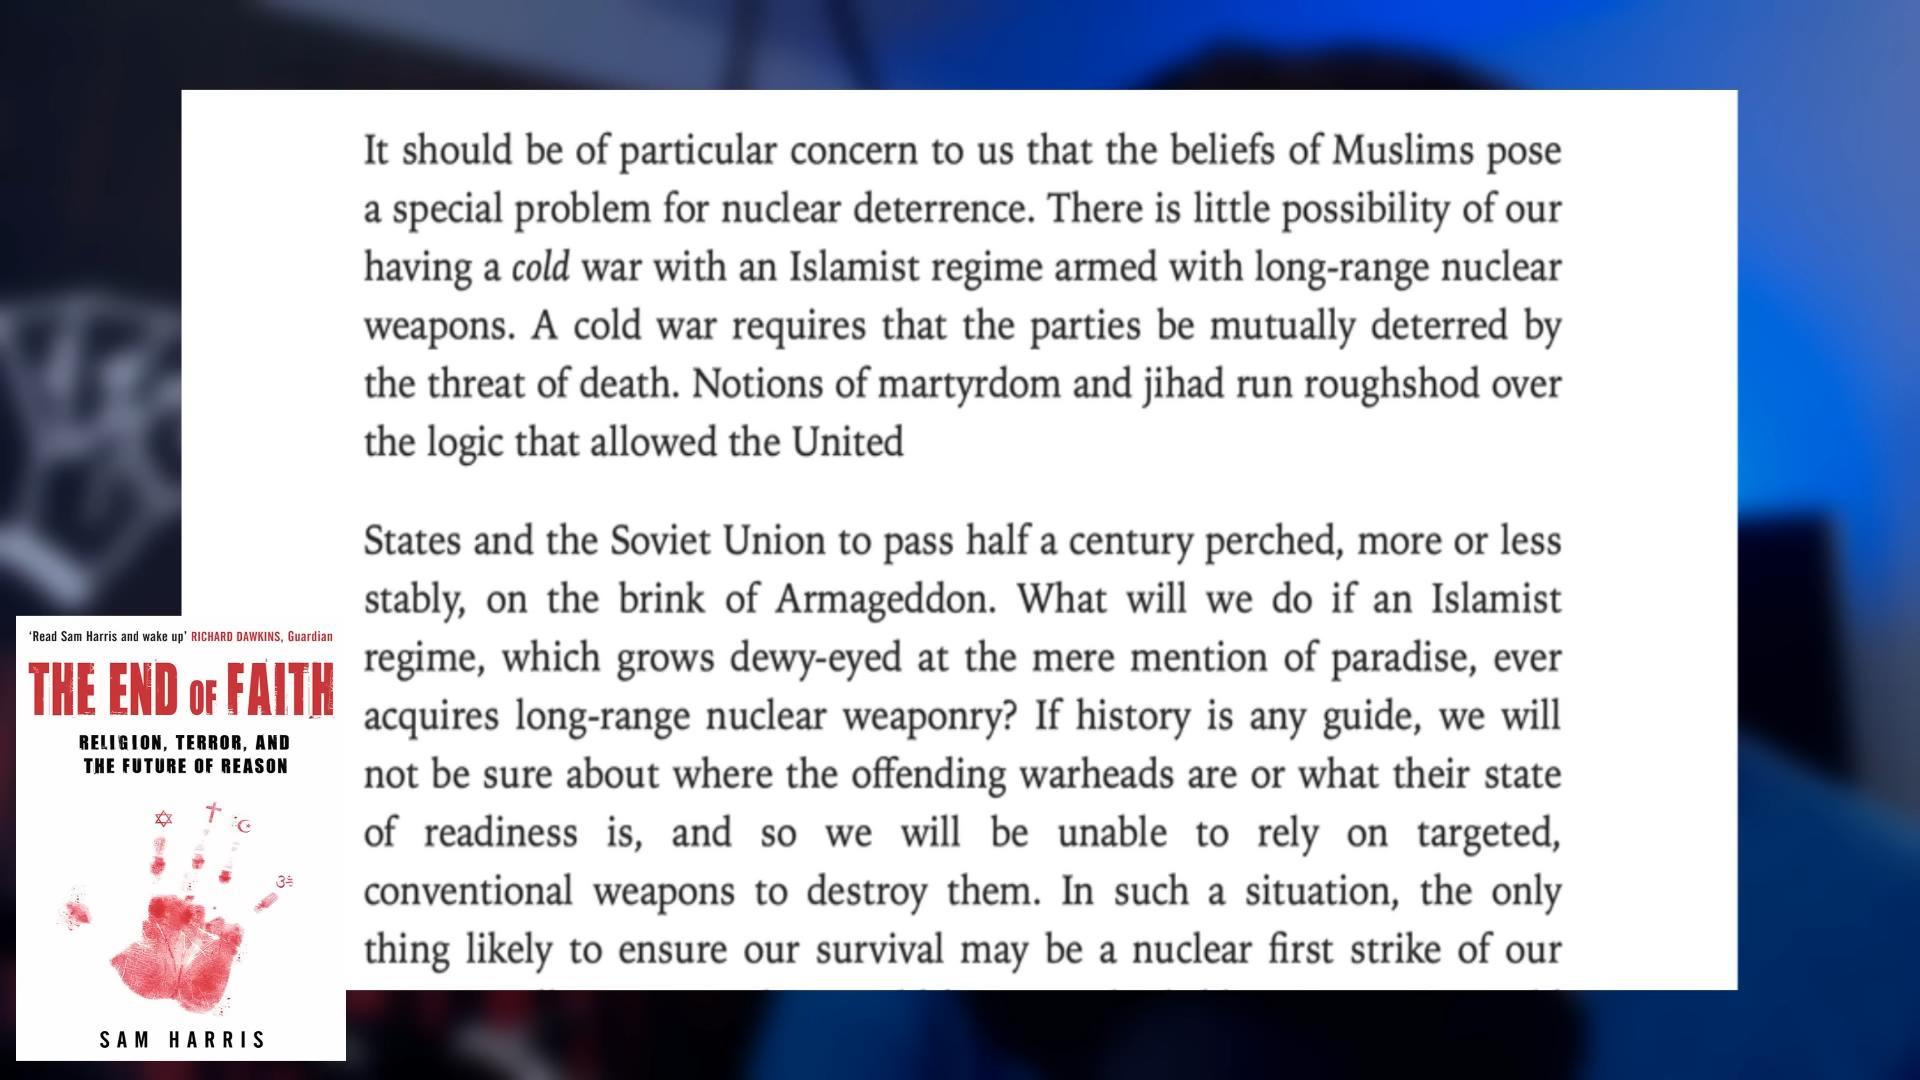 It should be of particular concern to us that the beliefs of Muslims pose
a special problem for nuclear deterrence. There is little possibility of our
having a cold war with an Islamist regime armed with long-range nuclear
weapons. A cold war requires that the parties be mutually deterred by
the threat of death. Notions of martyrdom and jihad run roughshod over
the logic that allowed the United
States and the Soviet Union to pass half a century perched, more or less
stably, on the brink of Armageddon. What will we do if an Islamist
regime, which grows dewy-eyed at the mere mention of paradise, ever
acquires long-range nuclear weaponry? If history is any guide, we will
not be sure about where the offending warheads are or what their state
of readiness is, and so we will be unable to rely on targeted,
conventional weapons to destroy them. In such a situation, the only
thing likely to ensure our survival may be a nuclear first strike of our
'Read Sam Harris and wake up' RICHARD DAWKINS, Guardian
THE END OF FAITH
RELIGION, TERROR, AND
THE FUTURE OF REASON
SAM HARRIS